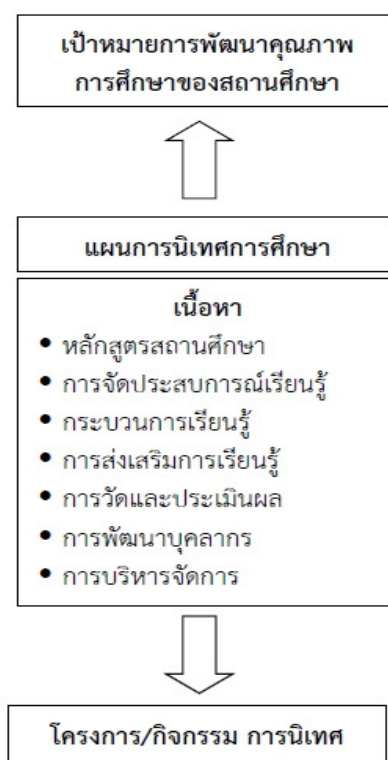 เป้าหมายการพัฒนาคุณภาพ
การศึกษาของสถานศึกษา
แผนการนิเทศการศึกษา
เนื้อหา
• หลักสูตรสถานศึกษา
• การจัดประสบการณ์เรียนรู้
• กระบวนการเรียนรู้
• การส่งเสริมการเรียนรู้
• การวัดและประเมินผล
• การพัฒนาบุคลากร
• การบริหารจัดการ
โครงการ/กิจกรรม การนิเทศ